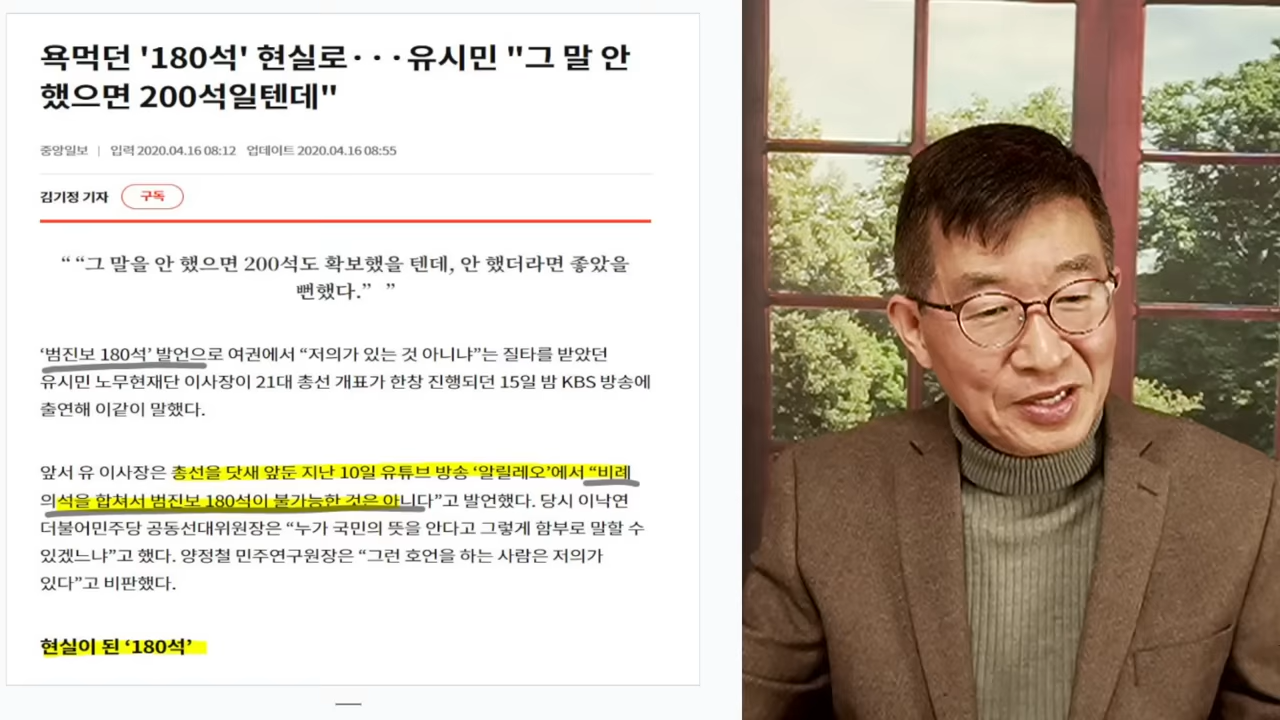 욕먹던 '180석' 현실로···유시민 "그 말 안
했으면 200석일텐데"
중앙일보 | 입력 2020.04.16 08:12 업데이트 2020.04.16 08:55
김기정 기자 구독
“ “그 말을 안 했으면 200석도 확보했을 텐데, 안 했더라면 좋았을
뻔했다.” ”
‘범진보 180석’ 발언으로 여권에서 “저의가 있는 것 아니냐”는 질타를 받았던
유시민 노무현재단 이사장이 21대 총선 개표가 한창 진행되던 15일 밤 KBS 방송에
출연해 이같이 말했다.
앞서 유 이사장은 총선을 닷새 앞둔 지난 10일 유튜브 방송 ‘알릴레오’에서 “비례
의석을 합쳐서 범진보 180석이 불가능한 것은 아니다”고 발언했다. 당시 이낙연
더불어민주당 공동선대위원장은 “누가 국민의 뜻을 안다고 그렇게 함부로 말할 수
있겠느냐”고 했다. 양정철 민주연구원장은 “그런 호언을 하는 사람은 저의가
있다”고 비판했다.
현실이 된 ‘180석’